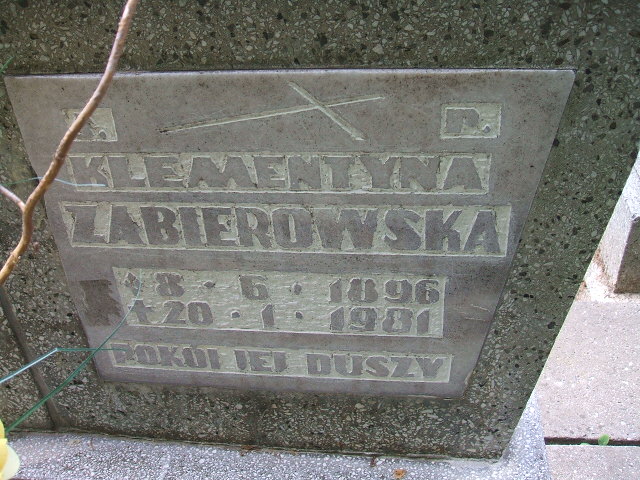 Ś. P.
KLEMENTYNA
ZABIEROWSKA
* 8 · 6 · 1896
✝ 20 · 1 · 1981
POKÓJ JEJ DUSZY